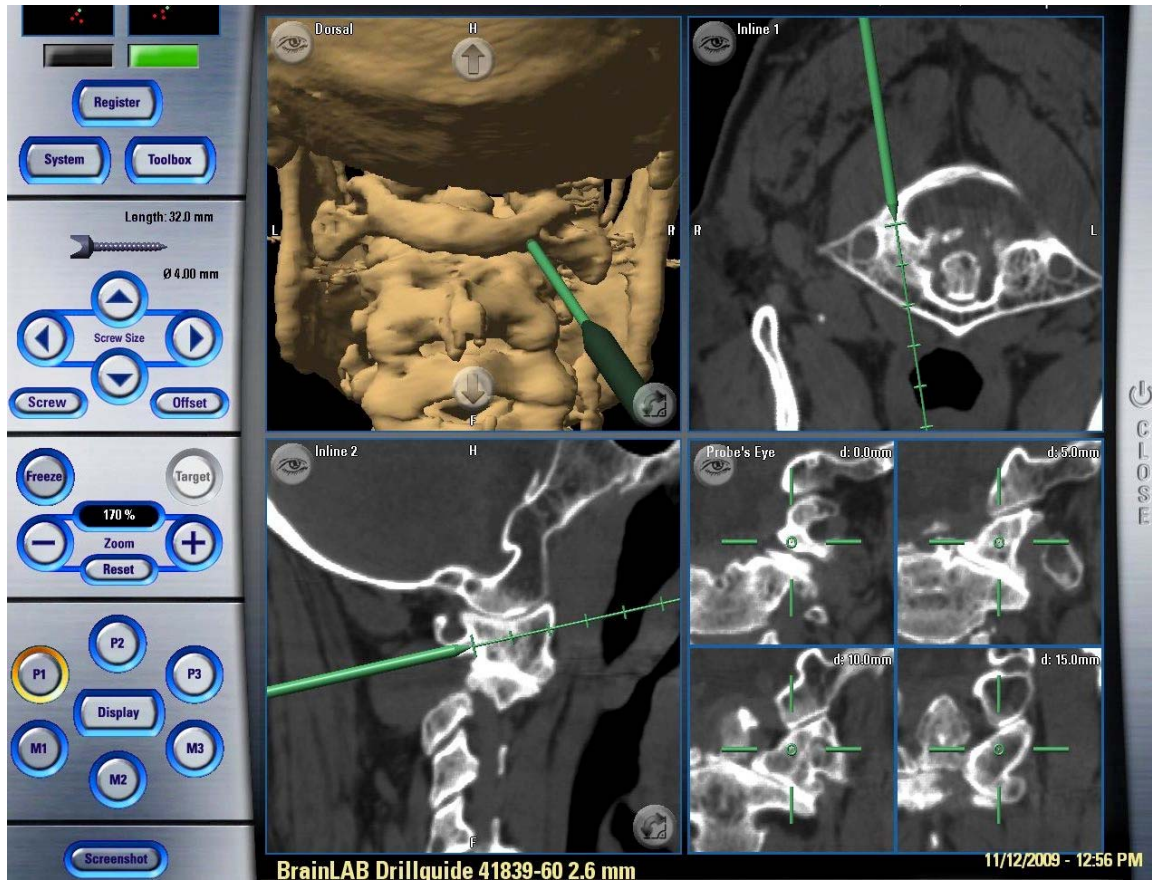 Register
System
Toolbox
Length: 32.0 mm
Ø 4.00 mm
Screw Size
Screw
Offset
Freeze
Target
170 %
Zoom
Reset
P2
P1
P3
Display
M1
M3
M2
Screenshot
Dorsal
H
L
R
F
Inline 1
R
L
Inline 2
H
F
Probe's Eye
d: 0.0mm
d: 5.0mm
d: 10.0mm
d: 15.0mm
CLOSE
BrainLAB Drillguide 41839-60 2.6 mm
11/12/2009 - 12:56 PM